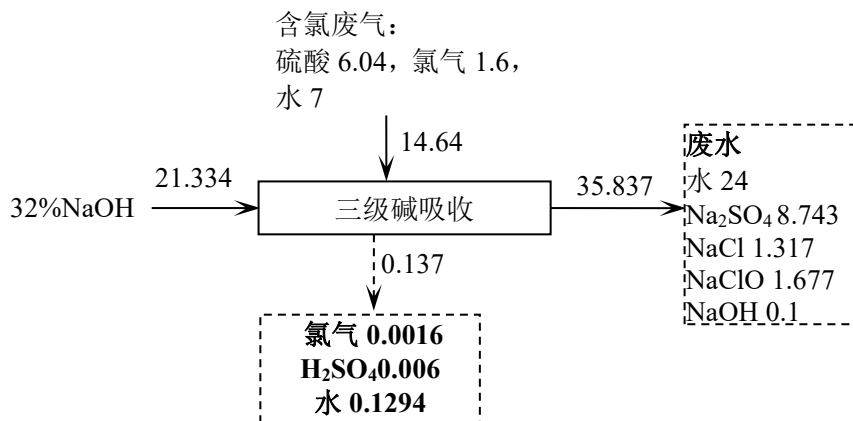 含氯废气：
硫酸 6.04，氯气 1.6，
水 7
14.64
32%NaOH
21.334
三级碱吸收
35.837
废水
水 24
Na₂SO₄ 8.743
NaCl 1.317
NaClO 1.677
NaOH 0.1
0.137
氯气 0.0016
H₂SO₄0.006
水 0.1294